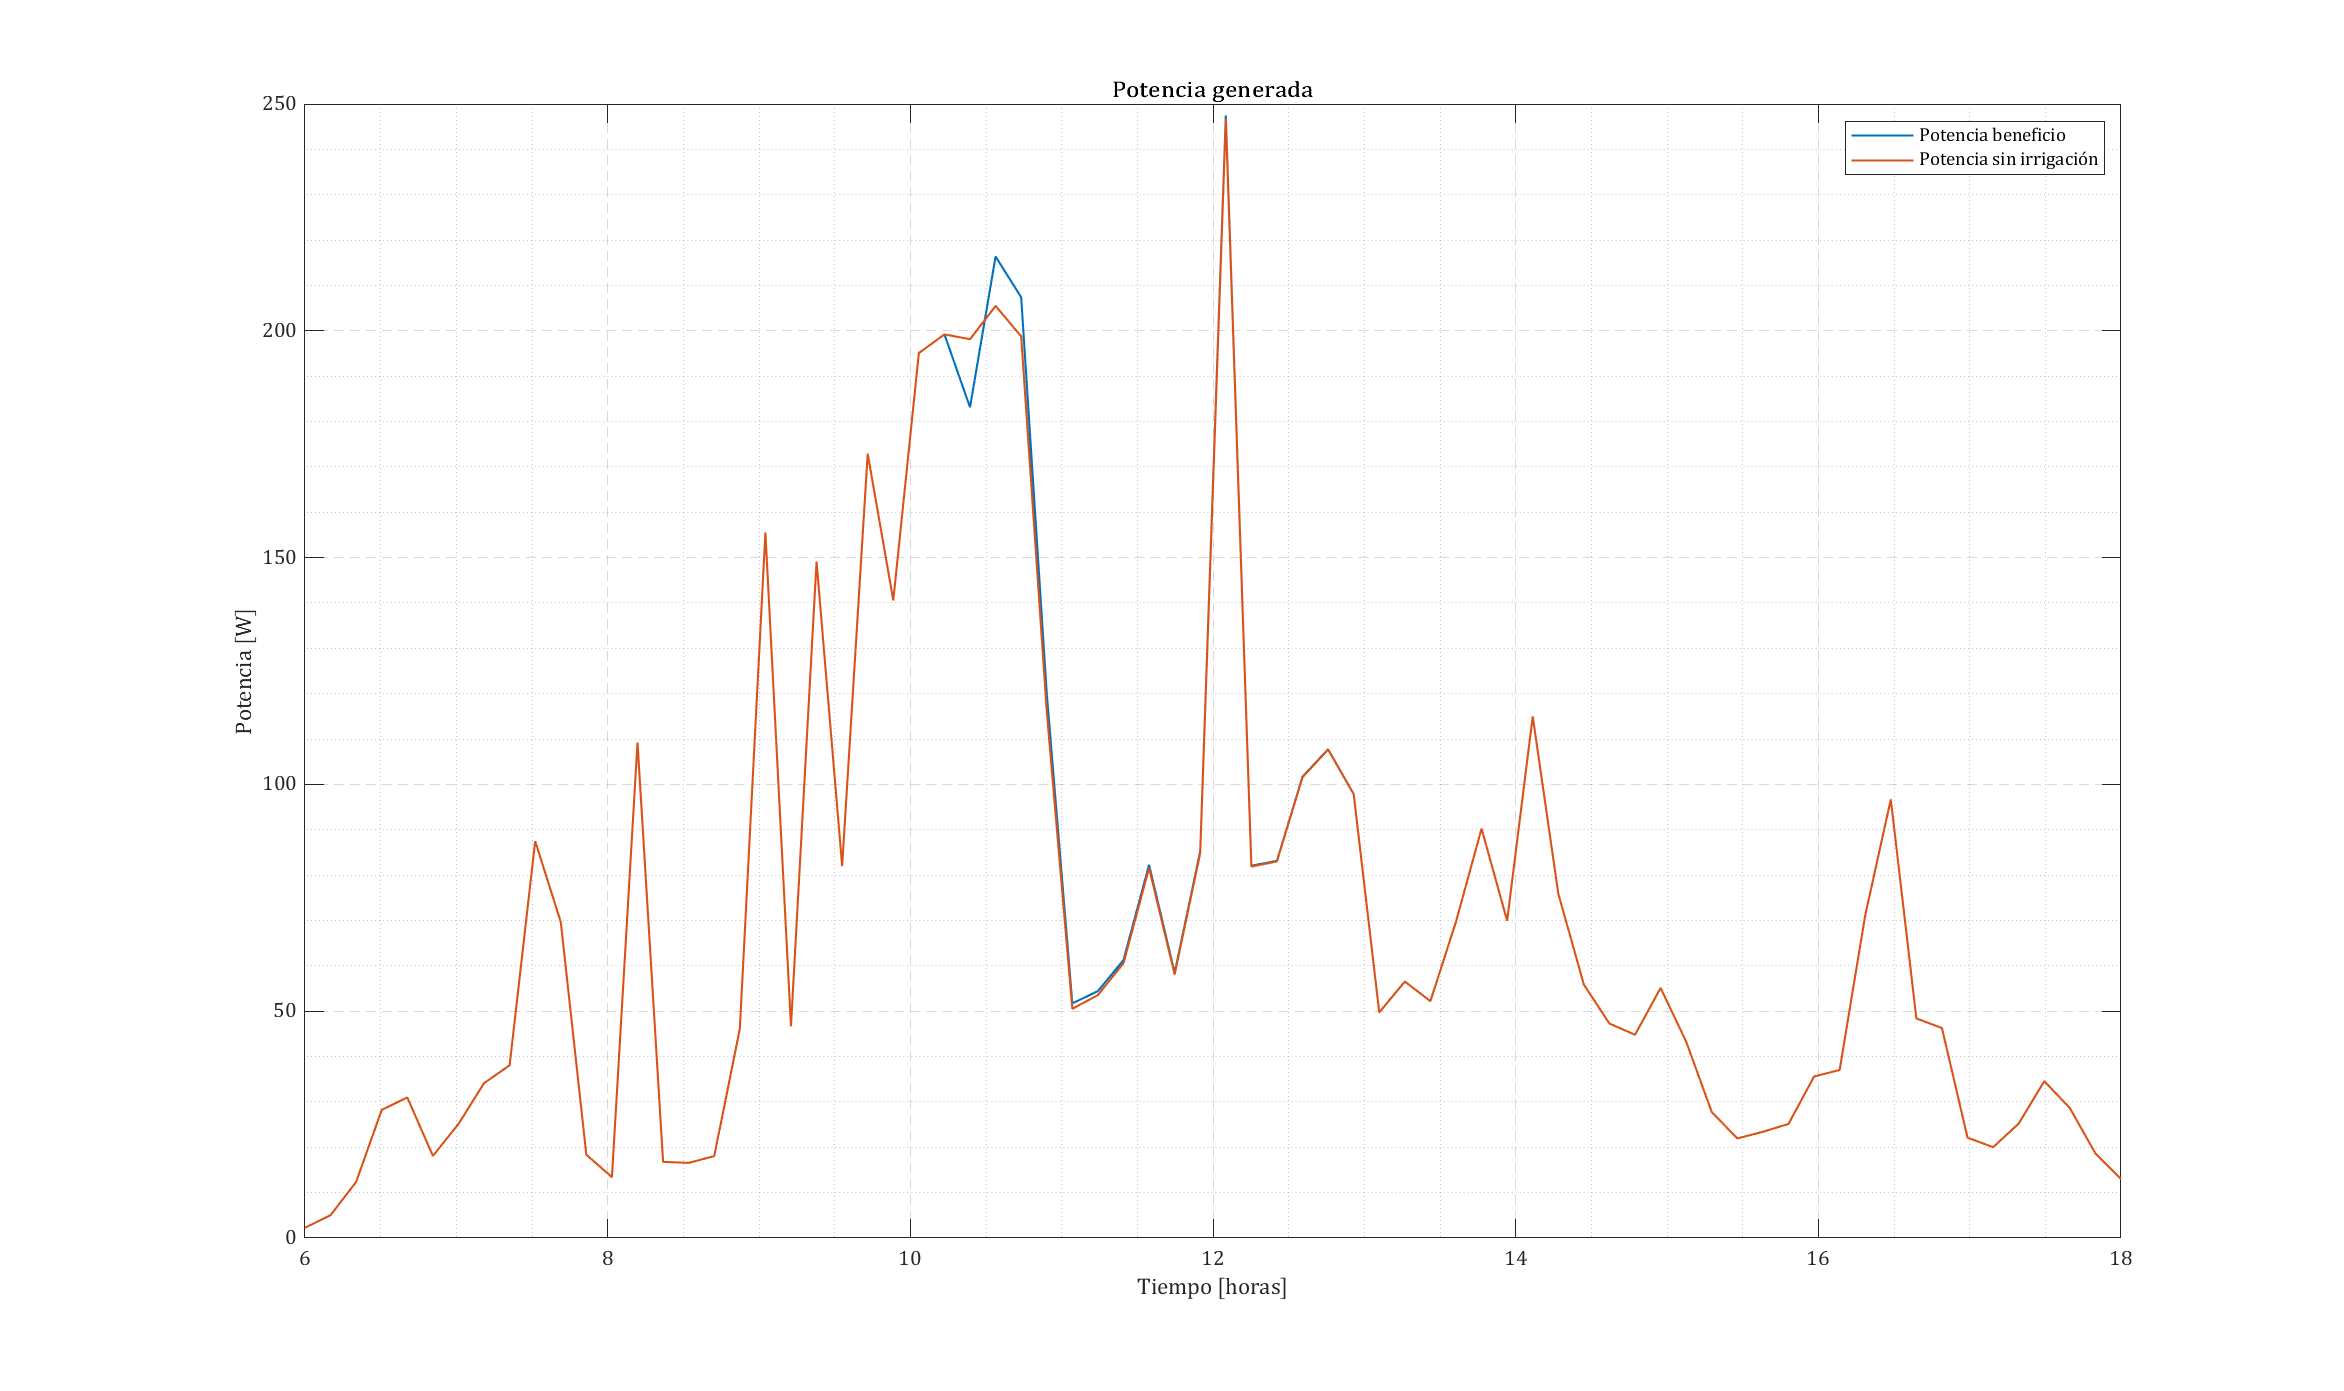 Potencia generada
250
200
150
100
50
0
Potencia [W]
Potencia beneficio
Potencia sin irrigación
6 8 10 12 14 16 18
Tiempo [horas]